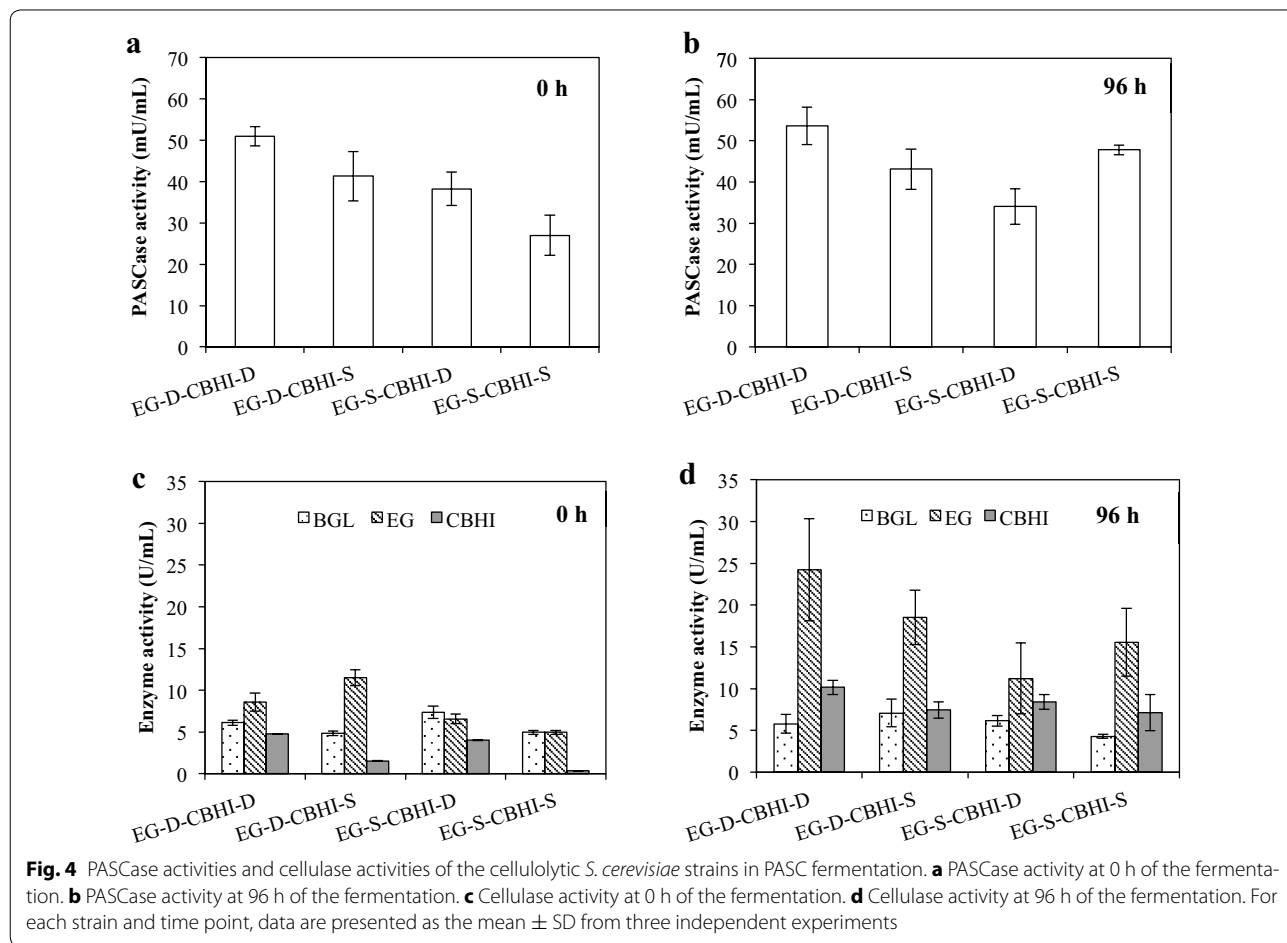 a
70
60
50
40
30
20
10
0
PASCase activity (mU/mL)
0 h
EG-D-CBHI-D
EG-D-CBHI-S
EG-S-CBHI-D
EG-S-CBHI-S
b
70
60
50
40
30
20
10
0
PASCase activity (mU/mL)
96 h
EG-D-CBHI-D
EG-D-CBHI-S
EG-S-CBHI-D
EG-S-CBHI-S
c
35
30
25
20
15
10
5
0
Enzyme activity (U/mL)
BGL EG CBHI
0 h
EG-D-CBHI-D
EG-D-CBHI-S
EG-S-CBHI-D
EG-S-CBHI-S
d
35
30
25
20
15
10
5
0
Enzyme activity (U/mL)
BGL EG CBHI
96 h
EG-D-CBHI-D
EG-D-CBHI-S
EG-S-CBHI-D
EG-S-CBHI-S
Fig. 4 PASCase activities and cellulase activities of the cellulolytic S. cerevisiae strains in PASC fermentation. a PASCase activity at 0 h of the fermenta-
tion. b PASCase activity at 96 h of the fermentation. c Cellulase activity at 0 h of the fermentation. d Cellulase activity at 96 h of the fermentation. For
each strain and time point, data are presented as the mean ± SD from three independent experiments